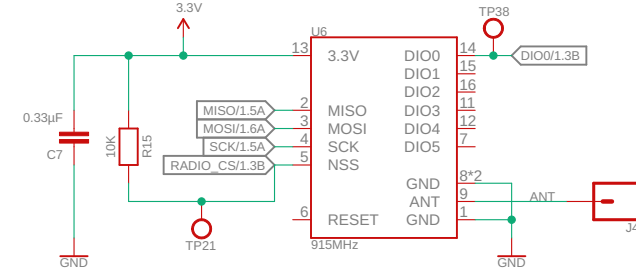 3.3V
TP38
U6
13
3.3V
DIO0
14
DIO0/1.3B
DIO1
15
DIO2
16
0.33µF
C7
10K
R15
MISO/1.5A
2
MISO
DIO3
11
MOSI/1.6A
3
MOSI
DIO4
12
SCK/1.5A
4
SCK
DIO5
7
RADIO_CS/1.3B
5
NSS
GND
8*2
ANT
9
ANT
6
RESET
GND
1
J4
TP21
915MHz
GND
GND